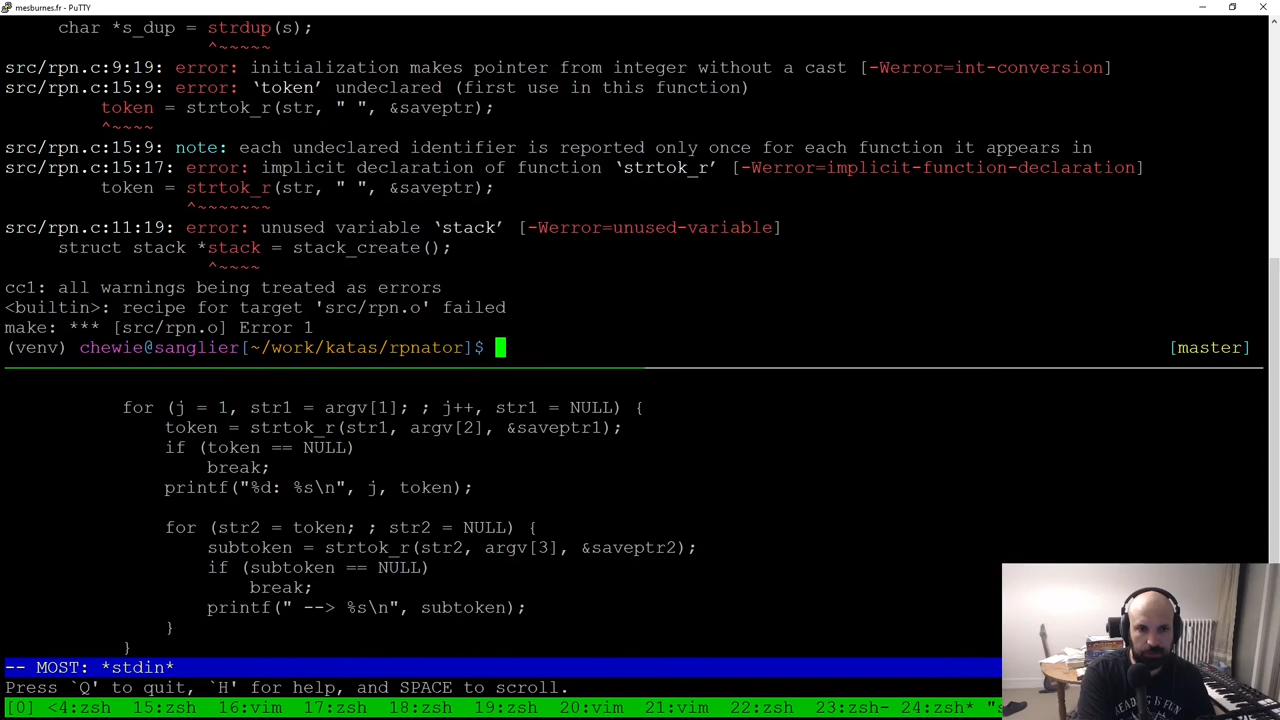 mesburnes.fr - PuTTY
char *s_dup = strdup(s);
^~~~~~
src/rpn.c:9:19: error: initialization makes pointer from integer without a cast [-Werror=int-conversion]
src/rpn.c:15:9: error: ‘token’ undeclared (first use in this function)
token = strtok_r(str, " ", &saveptr);
^~~~~
src/rpn.c:15:9: note: each undeclared identifier is reported only once for each function it appears in
src/rpn.c:15:17: error: implicit declaration of function ‘strtok_r’ [-Werror=implicit-function-declaration]
token = strtok_r(str, " ", &saveptr);
^~~~~~~~
src/rpn.c:11:19: error: unused variable ‘stack’ [-Werror=unused-variable]
struct stack *stack = stack_create();
^~~~~
cc1: all warnings being treated as errors
<builtin>: recipe for target 'src/rpn.o' failed
make: *** [src/rpn.o] Error 1
(venv) chewie@sanglier[~/work/katas/rpnator]$ [master]
for (j = 1, str1 = argv[1]; ; j++, str1 = NULL) {
token = strtok_r(str1, argv[2], &saveptr1);
if (token == NULL)
break;
printf("%d: %s\n", j, token);
for (str2 = token; ; str2 = NULL) {
subtoken = strtok_r(str2, argv[3], &saveptr2);
if (subtoken == NULL)
break;
printf(" --> %s\n", subtoken);
}
}
-- MOST: *stdin*
Press `Q' to quit, `H' for help, and SPACE to scroll.
[0] <4:zsh 15:zsh 16:vim 17:zsh 18:zsh 19:zsh 20:vim 21:vim 22:zsh 23:zsh- 24:zsh* "s